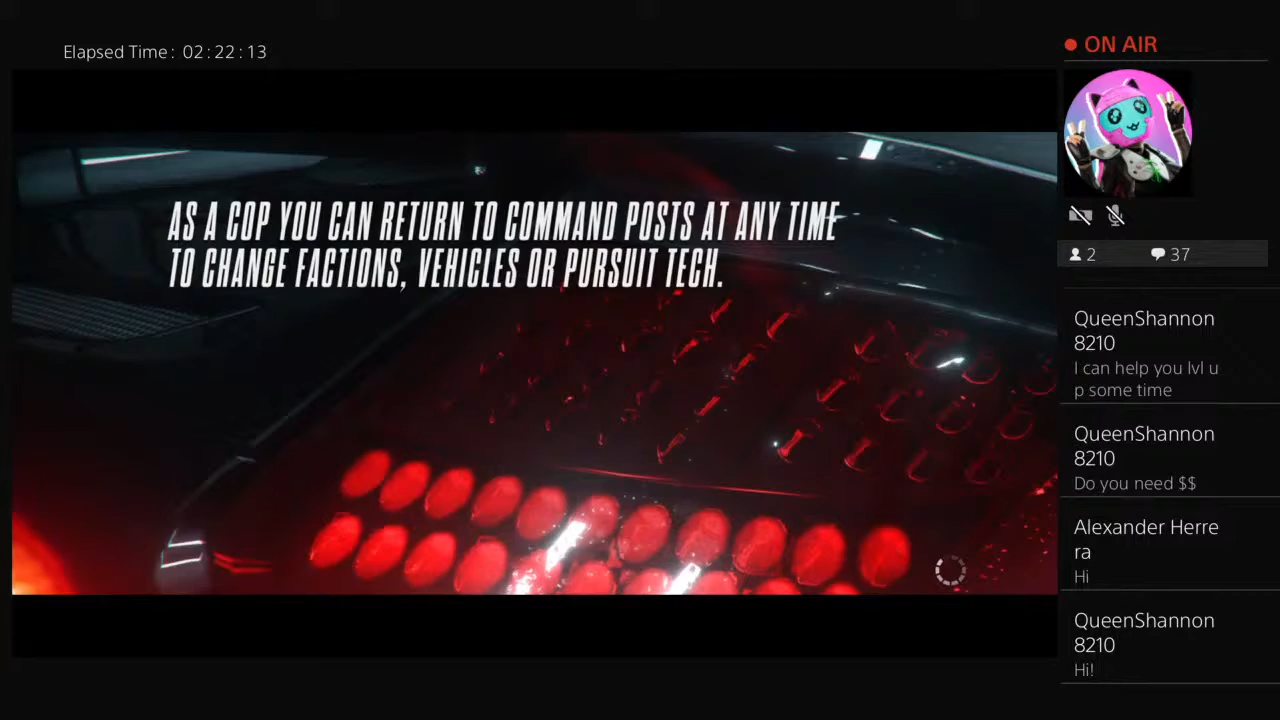 Elapsed Time: 02:22:13
ON AIR
AS A COP YOU CAN RETURN TO COMMAND POSTS AT ANY TIME
TO CHANGE FACTIONS, VEHICLES OR PURSUIT TECH.
2
37
QueenShannon
8210
I can help you lvl u
p some time
QueenShannon
8210
Do you need $$
Alexander Herre
ra
Hi
QueenShannon
8210
Hi!